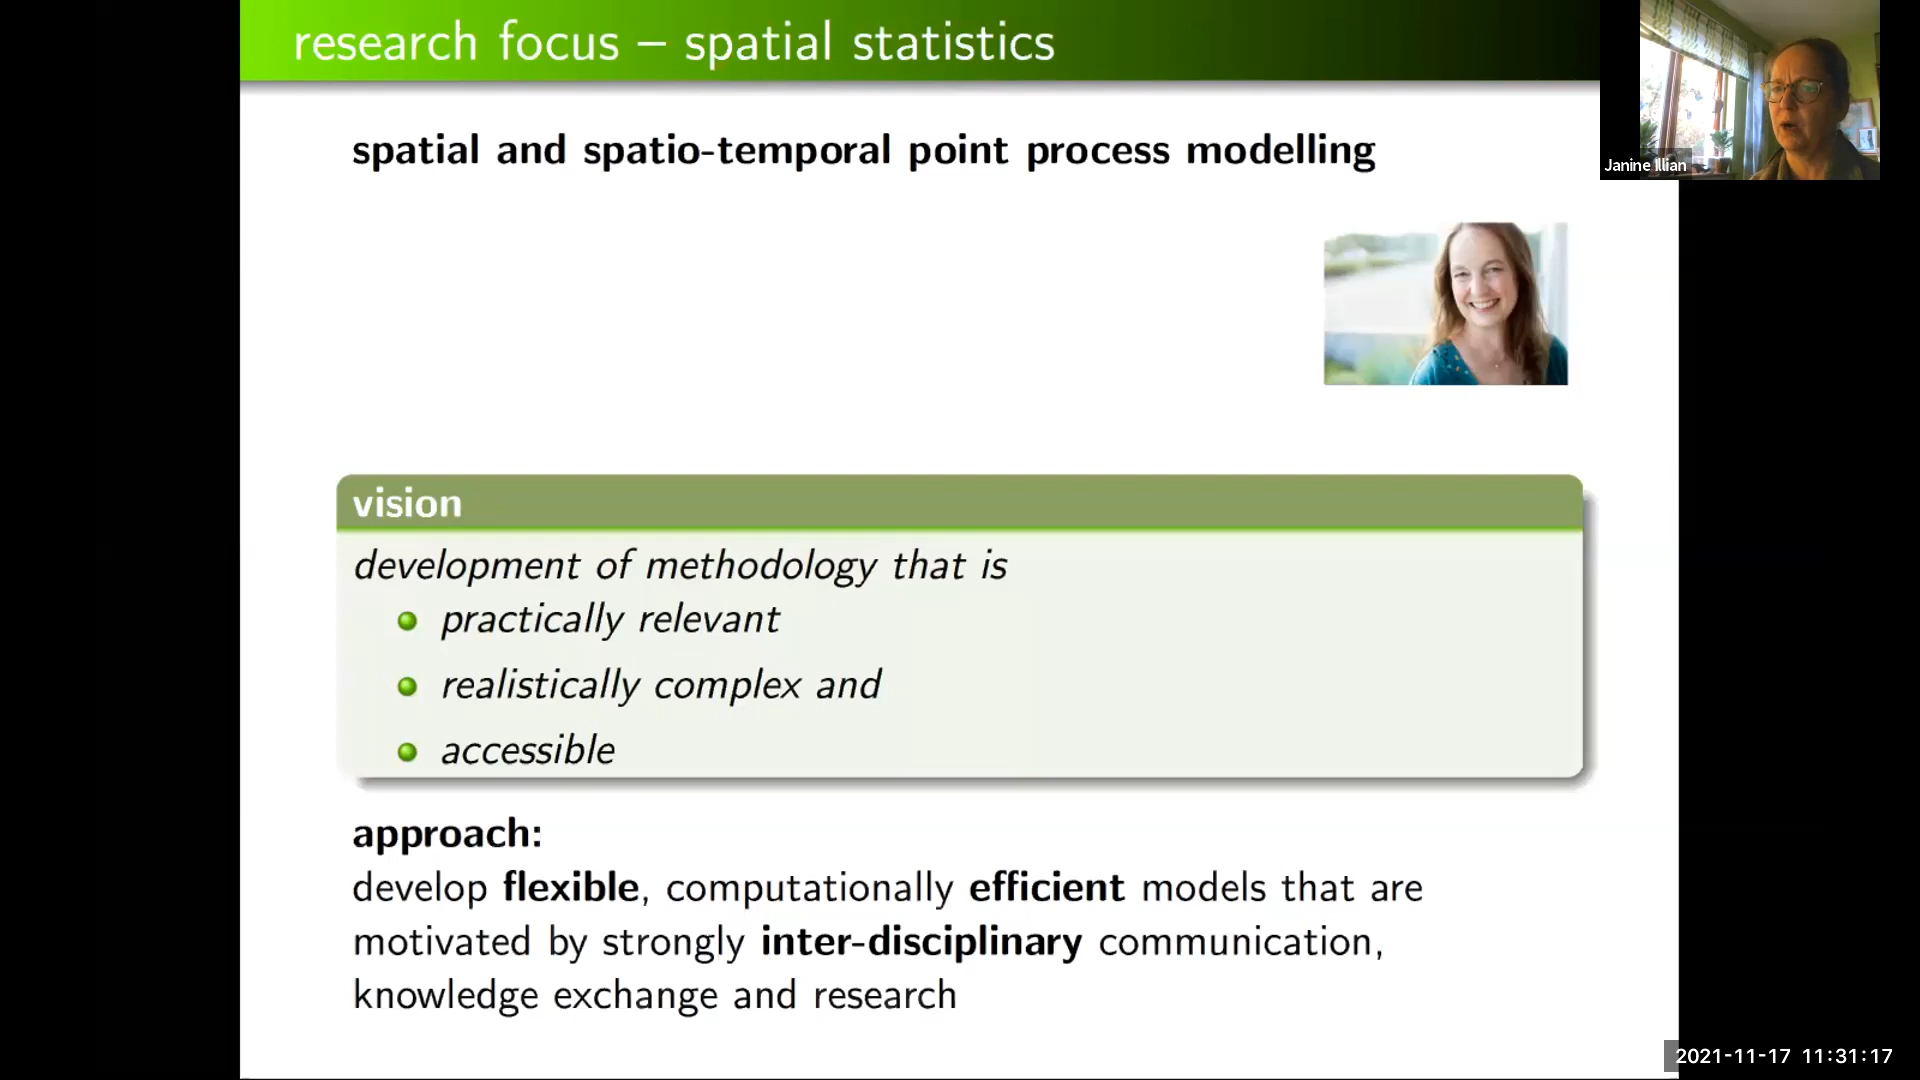 research focus – spatial statistics
spatial and spatio-temporal point process modelling
Janine Illian
vision
development of methodology that is
practically relevant
realistically complex and
accessible
approach:
develop flexible, computationally efficient models that are
motivated by strongly inter-disciplinary communication,
knowledge exchange and research
2021-11-17 11:31:17